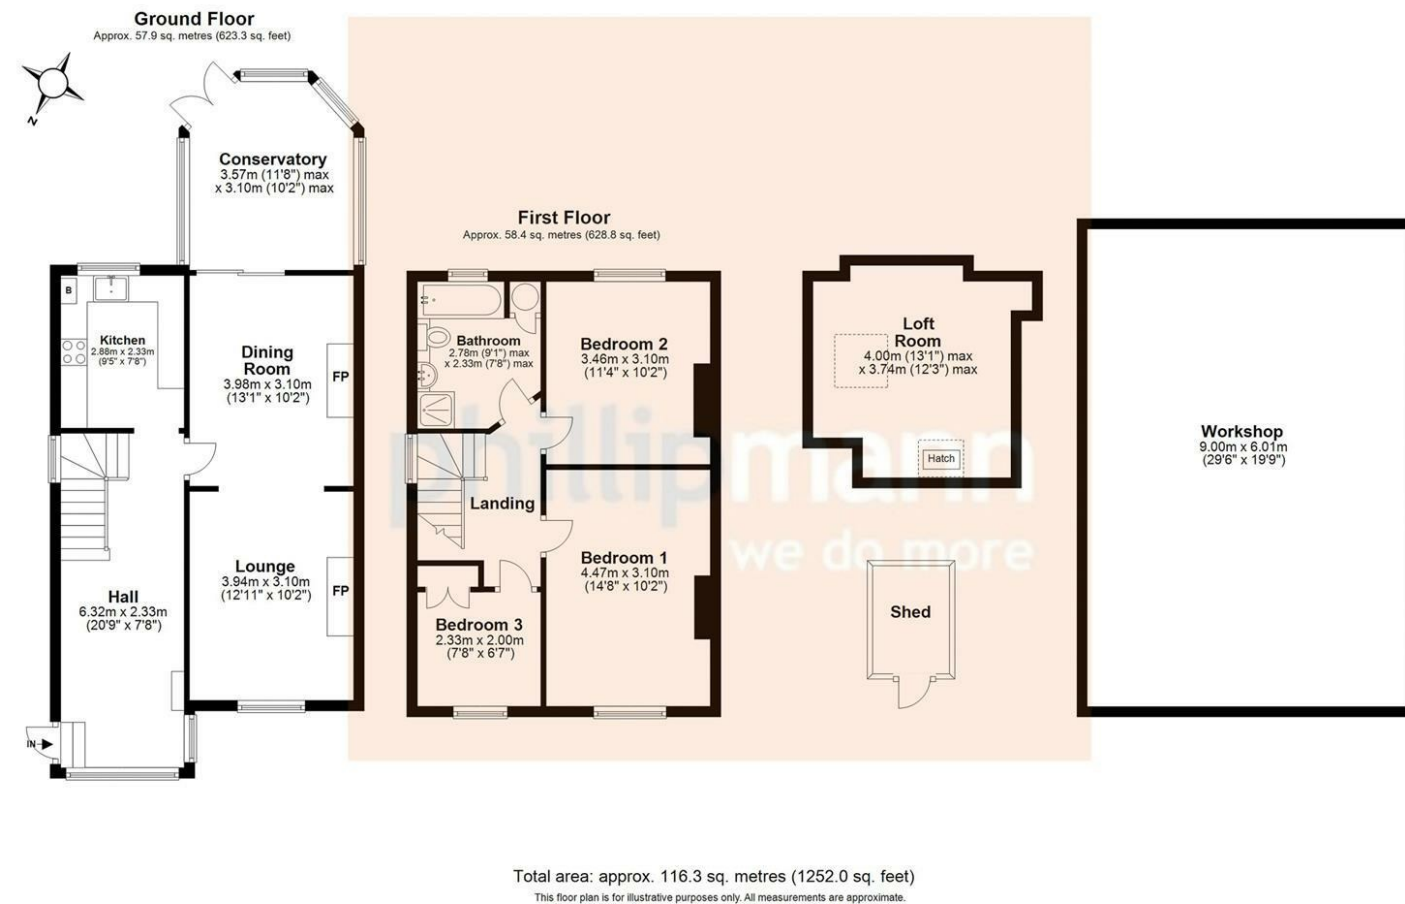 Ground Floor
Approx. 57.9 sq. metres (623.3 sq. feet)
N
Conservatory
3.57m (11'8") max
x 3.10m (10'2") max
B
Kitchen
2.88m x 2.33m
(9'5" x 7'8")
Dining
Room
3.98m x 3.10m
(13'1" x 10'2")
FP
Lounge
3.94m x 3.10m
(12'11" x 10'2")
FP
Hall
6.32m x 2.33m
(20'9" x 7'8")
IN
First Floor
Approx. 58.4 sq. metres (628.8 sq. feet)
Bathroom
2.78m (9'1") max
x 2.33m (7'8") max
Bedroom 2
3.46m x 3.10m
(11'4" x 10'2")
Landing
Bedroom 1
4.47m x 3.10m
(14'8" x 10'2")
Bedroom 3
2.33m x 2.00m
(7'8" x 6'7")
Loft
Room
4.00m (13'1") max
x 3.74m (12'3") max
Hatch
phillipmann
we do more
Shed
Workshop
9.00m x 6.01m
(29'6" x 19'9")
Total area: approx. 116.3 sq. metres (1252.0 sq. feet)
This floor plan is for illustrative purposes only. All measurements are approximate.